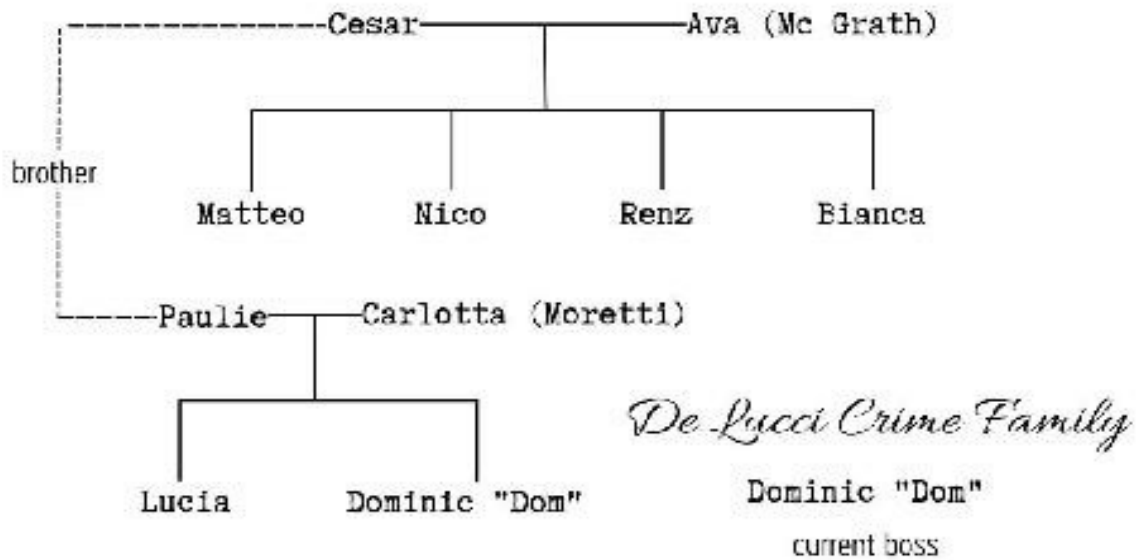 Cesar Ava (Mc Grath)
brother
Matteo Nico Renz Bianca
Paulie Carlotta (Moretti)
De Lucci Crime Family
Lucia Dominic "Dom" Dominic "Dom"
current boss